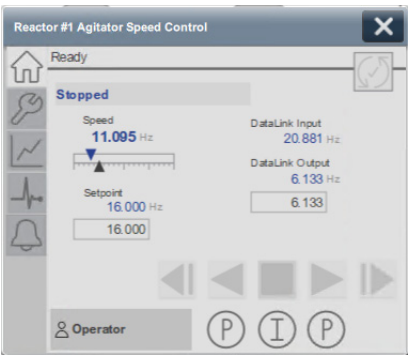 Reactor #1 Agitator Speed Control
Ready
Stopped
Speed
11.095 Hz
Setpoint
16.000 Hz
16.000
DataLink Input
20.881 Hz
DataLink Output
6.133 Hz
6.133
Operator
P I P